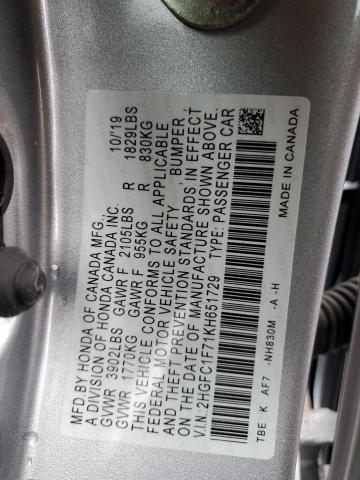 MFD.BY HONDA OF CANADA MFG., 10/'19
A DIVISION OF HONDA CANADA INC.
GVWR 3902LBS GAWR F 2105LBS R 1829LBS
GVWR 1770KG GAWR F 955KG R 830KG
THIS VEHICLE CONFORMS TO ALL APPLICABLE
FEDERAL MOTOR VEHICLE SAFETY BUMPER,
AND THEFT PREVENTION STANDARDS IN EFFECT
ON THE DATE OF MANUFACTURE SHOWN ABOVE.
V.I.N: 2HGFC1F71KH651729 TYPE: PASSENGER CAR
TBE K AF7 -NH830M -A -H
MADE IN CANADA